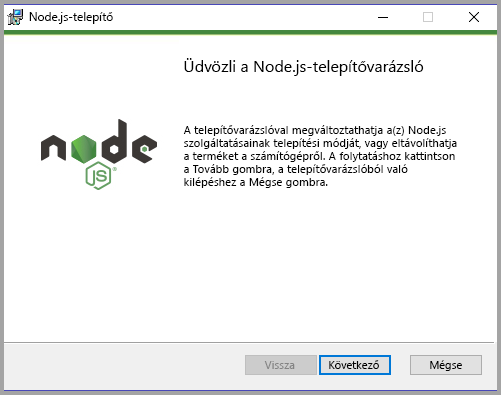 Node.js-telepítő
Üdvözli a Node.js-telepítővarázsló
node
JS
A telepítővarázslóval megváltoztathatja a(z) Node.js
szolgáltatásainak telepítési módját, vagy eltávolíthatja
a terméket a számítógépről. A folytatáshoz kattintson
a Tovább gombra, a telepítővarázslóból való
kilépéshez a Mégse gombra.
Vissza
Következő
Mégse